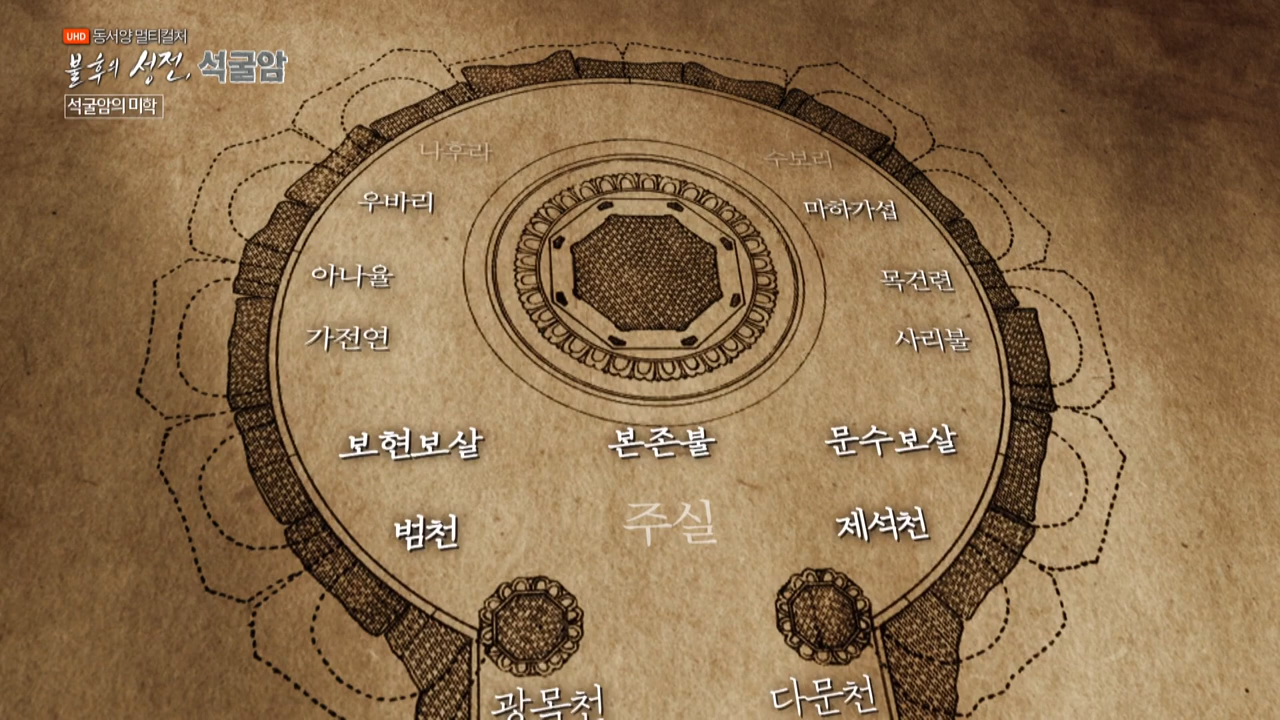 UHD 동서양 멀티컬처
불후의 성전, 석굴암
석굴암의 미학
나후라 수보리
우바리 마하가섭
아나율 목건련
가전연 사리불
보현보살 본존불 문수보살
범천 주실 제석천
광목천 다문천